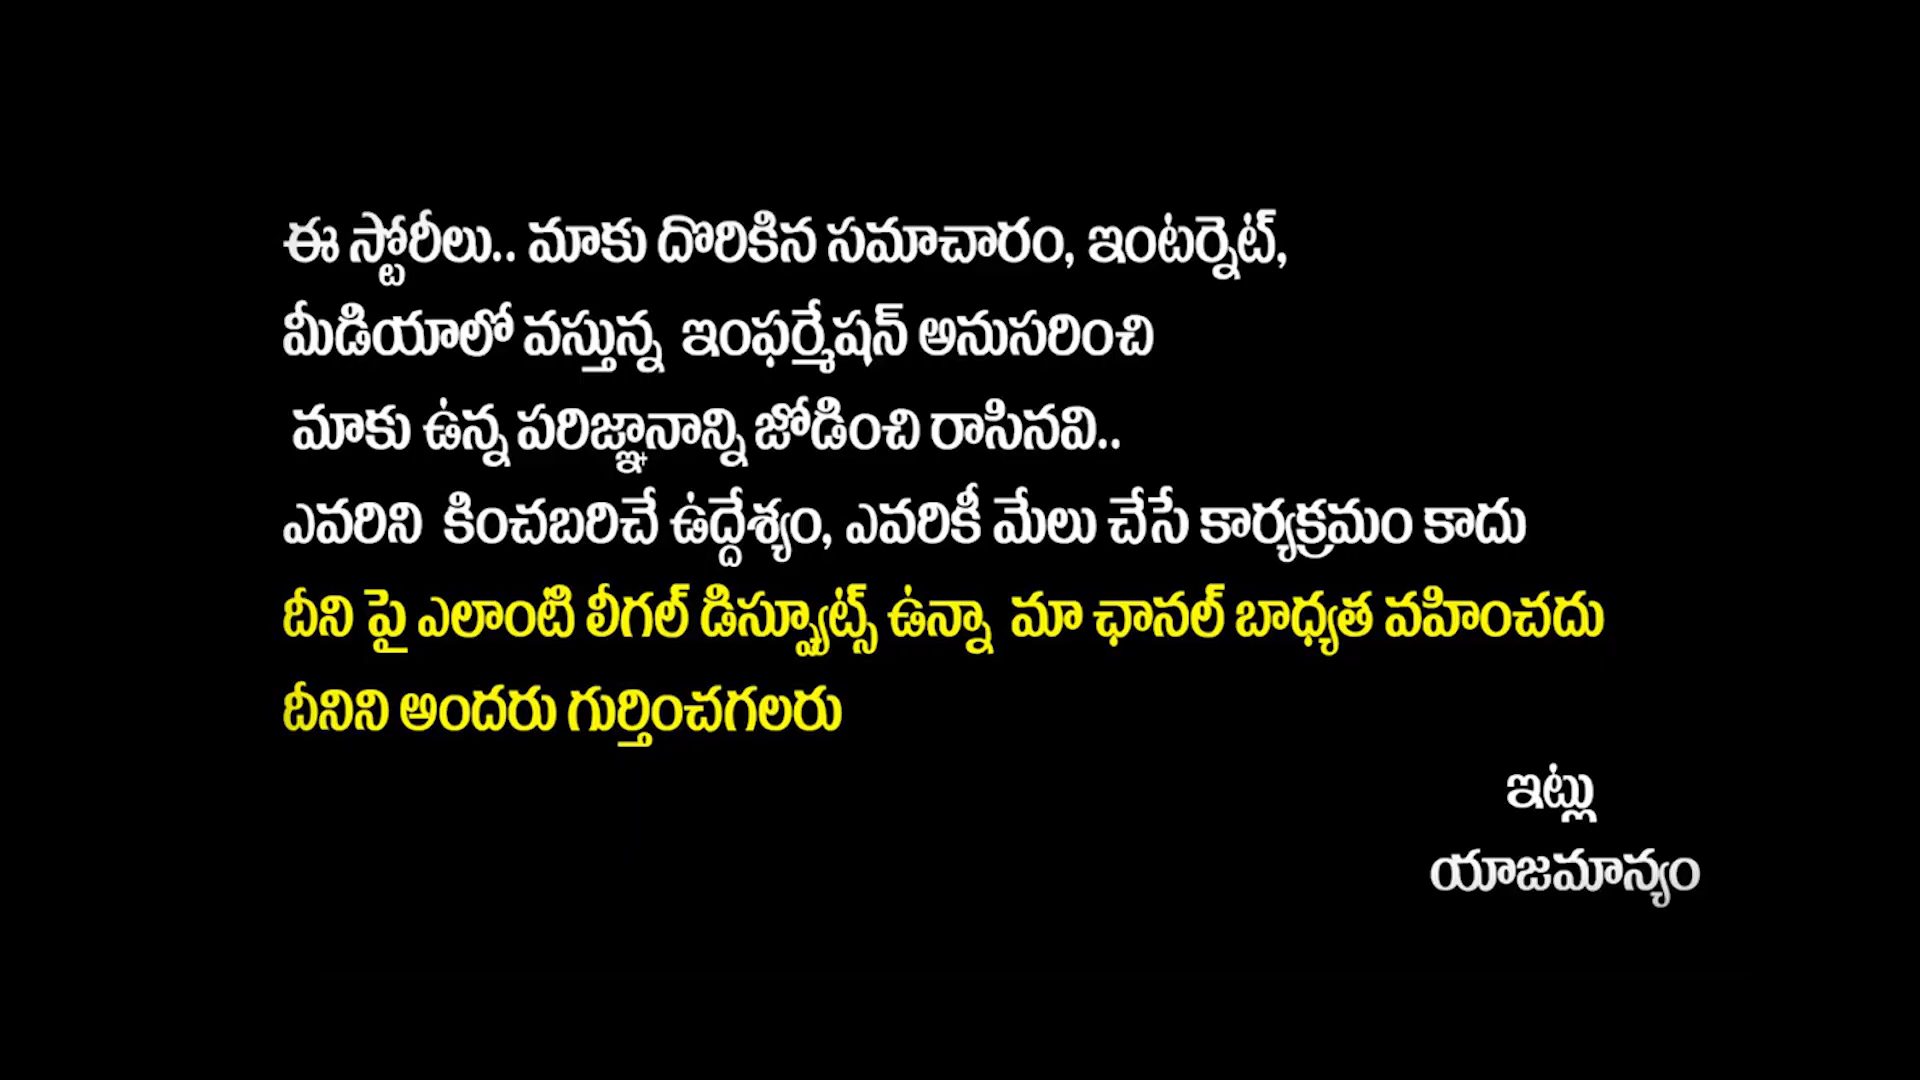 ఈ స్టోరీలు.. మాకు దొరికిన సమాచారం, ఇంటర్నెట్,
మీడియాలో వస్తున్న ఇంఫర్మేషన్ అనుసరించి
మాకు ఉన్న పరిజ్ఞానాన్ని జోడించి రాసినవి..
ఎవరిని కించబరిచే ఉద్దేశ్యం, ఎవరికీ మేలు చేసే కార్యక్రమం కాదు
దీని పై ఎలాంటి లీగల్ డిస్ప్యూట్స్ ఉన్నా మా ఛానల్ బాధ్యత వహించదు
దీనిని అందరు గుర్తించగలరు
ఇట్లు
యాజమాన్యం